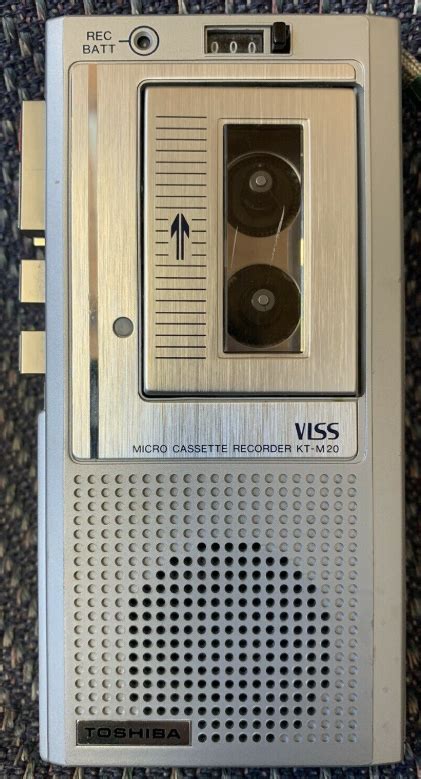 REC
BATT
000
VISS
MICRO CASSETTE RECORDER KT-M20
TOSHIBA